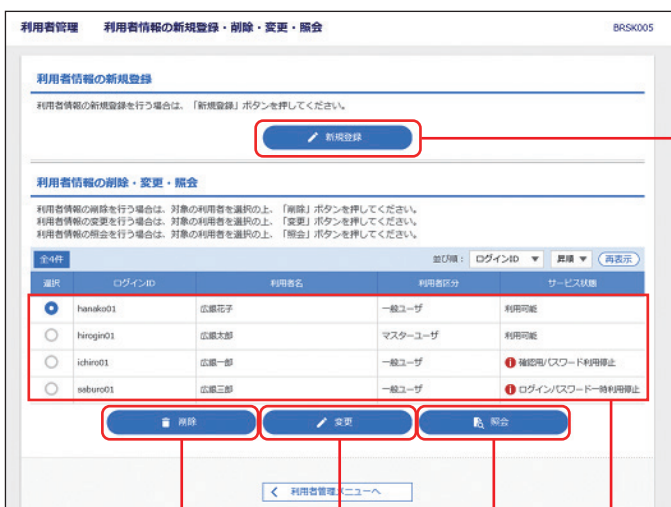 利用者管理 利用者情報の新規登録・削除・変更・照会 BRSK005
利用者情報の新規登録
利用者情報の新規登録を行う場合は、「新規登録」ボタンを押してください。
新規登録
利用者情報の削除・変更・照会
利用者情報の削除を行う場合は、対象の利用者を選択の上、「削除」ボタンを押してください。
利用者情報の変更を行う場合は、対象の利用者を選択の上、「変更」ボタンを押してください。
利用者情報の照会を行う場合は、対象の利用者を選択の上、「照会」ボタンを押してください。
全4件 並び順： ログインID 昇順 再表示
選択 ログインID 利用者名 利用者区分 サービス状態
hanako01 広銀花子 一般ユーザ 利用可能
hirogin01 広銀太郎 マスターユーザ 利用可能
ichiro01 広銀一郎 一般ユーザ 確認用パスワード利用停止
saburo01 広銀三郎 一般ユーザ ログインパスワード一時利用停止
削除 変更 照会
利用者管理メニューへ